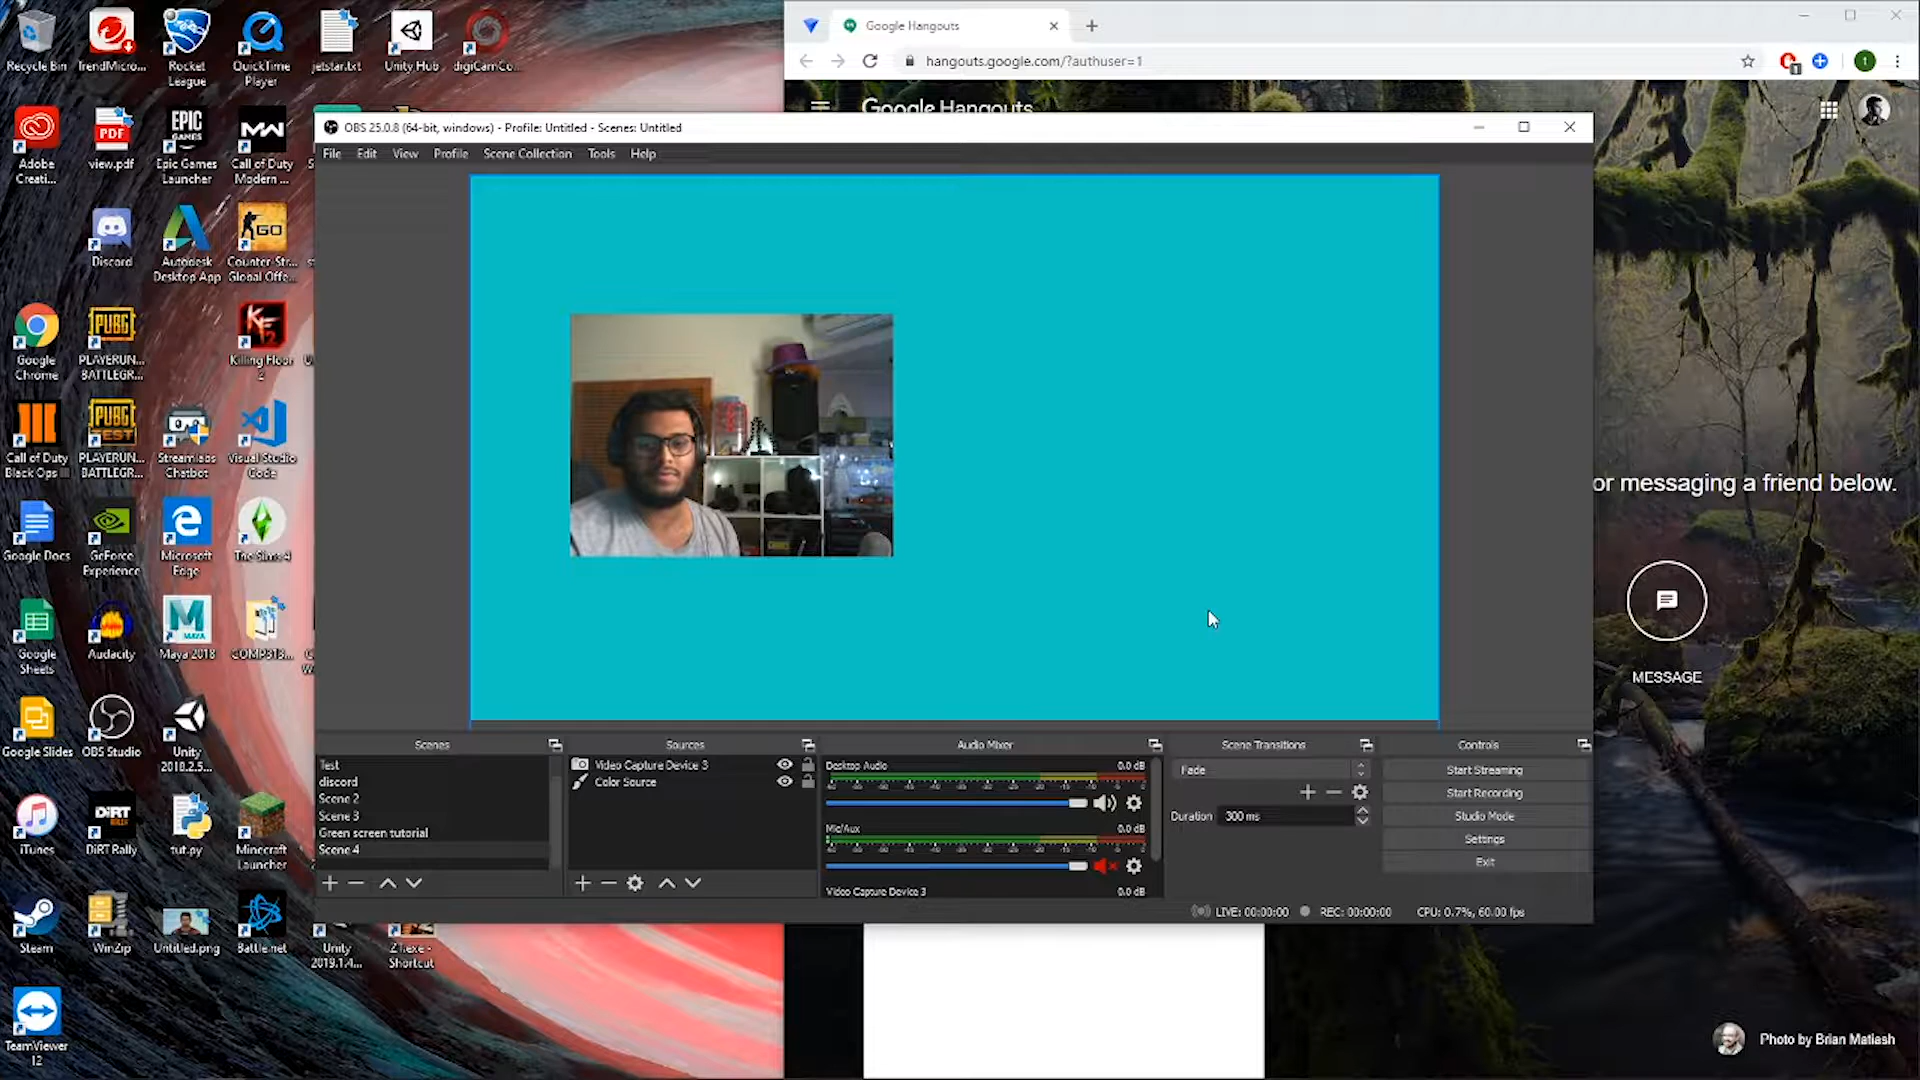 Recycle Bin
TrendMicro...
Rocket
League
QuickTime
Player
jetstar.txt
Unity Hub
digiCamCo...
Adobe
Creati...
view.pdf
Epic Games
Launcher
Call of Duty
Modern ...
Discord
Autodesk
Desktop App
Counter-Str...
Global Offe...
Google
Chrome
PLAYERUN...
BATTLEGR...
Killing Floor
2
Call of Duty
Black Ops III
PLAYERUN...
BATTLEGR...
Streamlabs
Chatbot
Visual Studio
Code
Google Docs
GeForce
Experience
Microsoft
Edge
The Sims 4
Google
Sheets
Audacity
Maya 2018
COMP313...
Google Slides
OBS Studio
Unity
2018.2.5...
iTunes
DiRT Rally
tut.py
Minecraft
Launcher
Steam
WinZip
Untitled.png
Battle.net
Unity
2019.1.4...
Z1.exe -
Shortcut
TeamViewer
12
Google Hangouts
hangouts.google.com/?authuser=1
Google Hangouts
OBS 25.0.8 (64-bit, windows) - Profile: Untitled - Scenes: Untitled
File Edit View Profile Scene Collection Tools Help
Scenes
Test
discord
Scene 2
Scene 3
Green screen tutorial
Scene 4
Sources
Video Capture Device 3
Color Source
Audio Mixer
Desktop Audio 0.0 dB
Mic/Aux 0.0 dB
Video Capture Device 3 0.0 dB
Scene Transitions
Fade
Duration 300 ms
Controls
Start Streaming
Start Recording
Studio Mode
Settings
Exit
LIVE: 00:00:00 REC: 00:00:00 CPU: 0.7%, 60.00 fps
or messaging a friend below.
MESSAGE
Photo by Brian Matiash